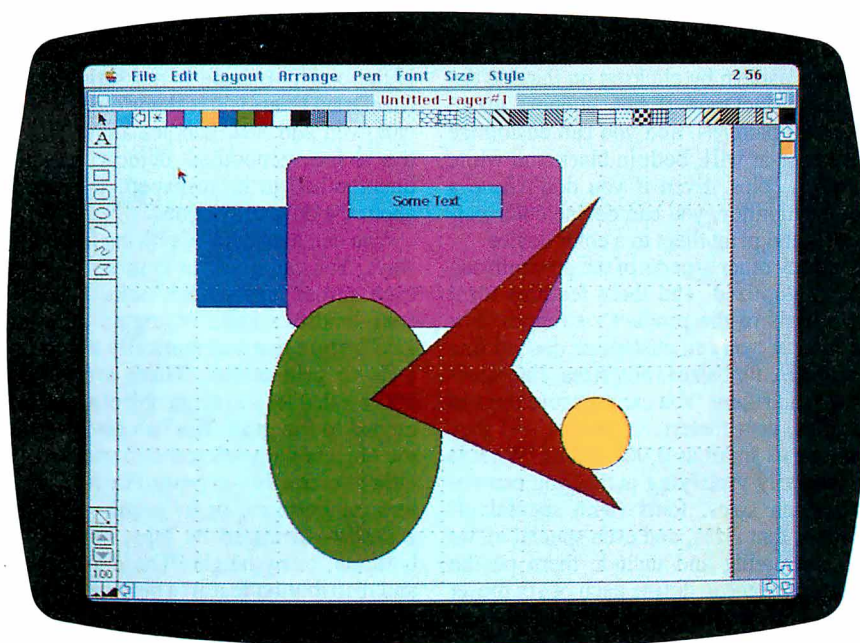 File Edit Layout Arrange Pen Font Size Style 2 56
Untitled-Layer#1
A
Some Text
100